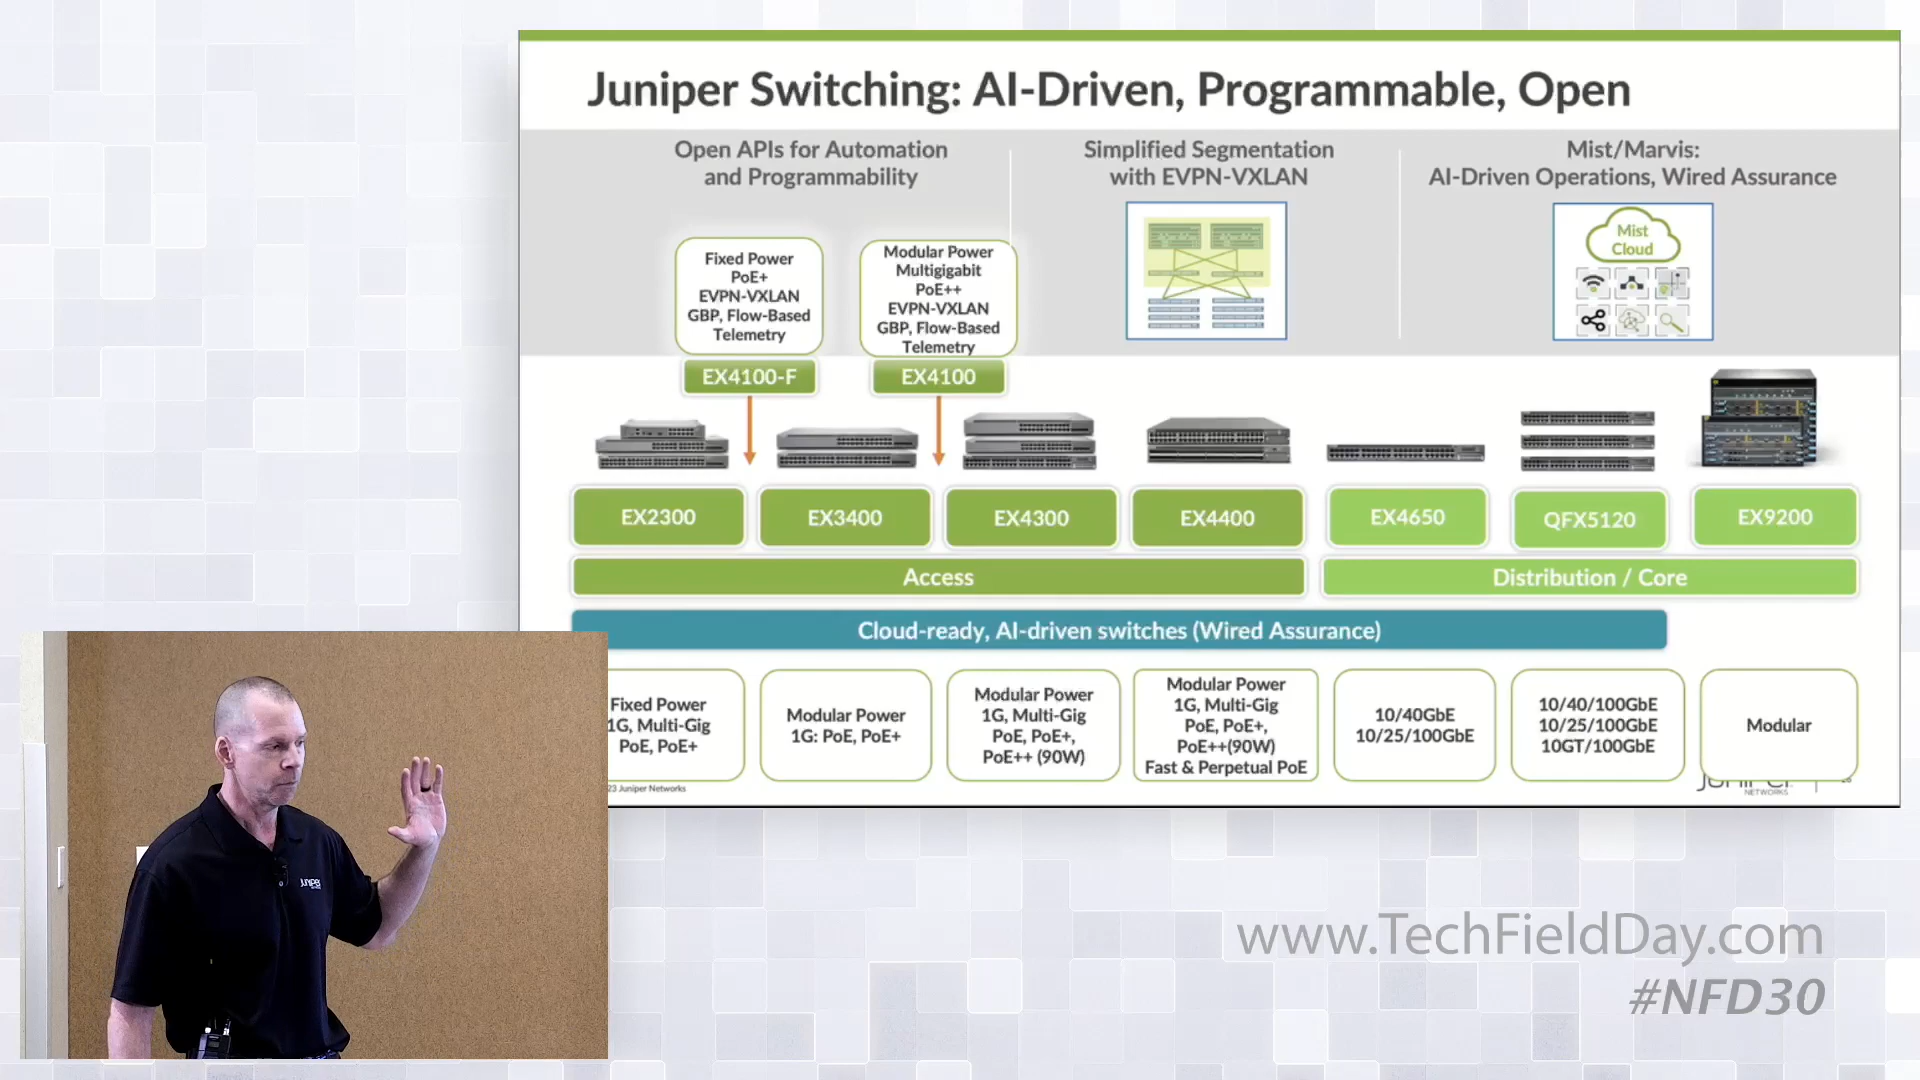 Juniper Switching: AI-Driven, Programmable, Open
Open APIs for Automation
and Programmability
Simplified Segmentation
with EVPN-VXLAN
Mist/Marvis:
AI-Driven Operations, Wired Assurance
Mist
Cloud
Fixed Power
PoE+
EVPN-VXLAN
GBP, Flow-Based
Telemetry
Modular Power
Multigigabit
PoE++
EVPN-VXLAN
GBP, Flow-Based
Telemetry
EX4100-F
EX4100
EX2300
EX3400
EX4300
EX4400
EX4650
QFX5120
EX9200
Access
Distribution / Core
Cloud-ready, AI-driven switches (Wired Assurance)
Fixed Power
1G, Multi-Gig
PoE, PoE+
Modular Power
1G: PoE, PoE+
Modular Power
1G, Multi-Gig
PoE, PoE+,
PoE++ (90W)
Modular Power
1G, Multi-Gig
PoE, PoE+,
PoE++(90W)
Fast & Perpetual PoE
10/40GbE
10/25/100GbE
10/40/100GbE
10/25/100GbE
10GT/100GbE
Modular
23 Juniper Networks
Juniper
NETWORKS
Juniper
www.TechFieldDay.com
#NFD30